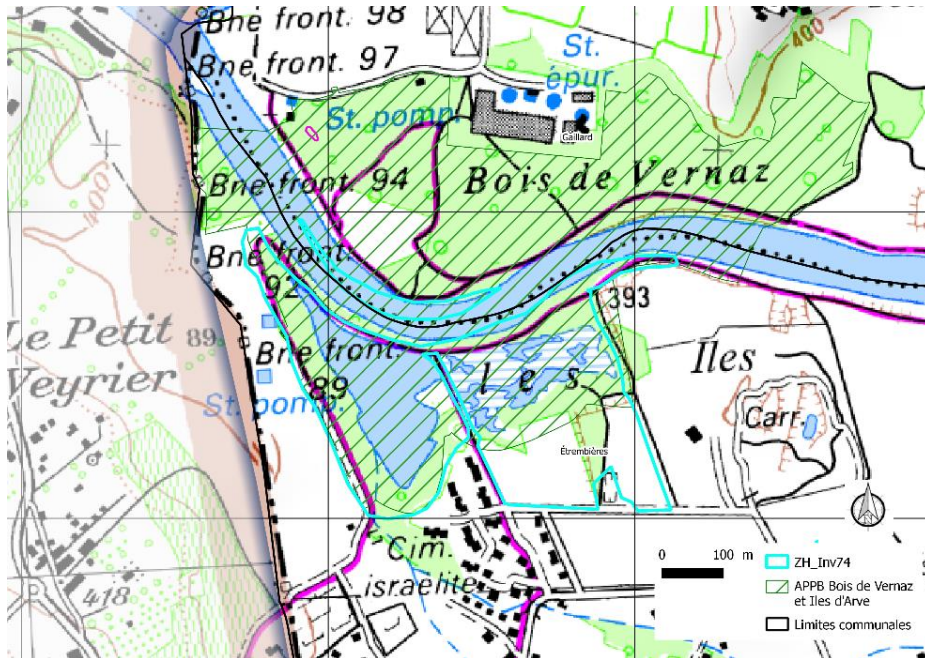 Bne front. 98
Bne front. 97
St. pomp.
St.
épur.
400
Gaillard
Bne front. 94
Bois de Vernaz
400
Bne front.
92
393
Le Petit
Veyrier
89
Bne front.
89
St. pomp.
Iles
Iles
Carr.
Étrembières
Cim.
israélite
418
0 100 m
ZH_Inv74
APPB Bois de Vernaz
et Iles d'Arve
Limites communales